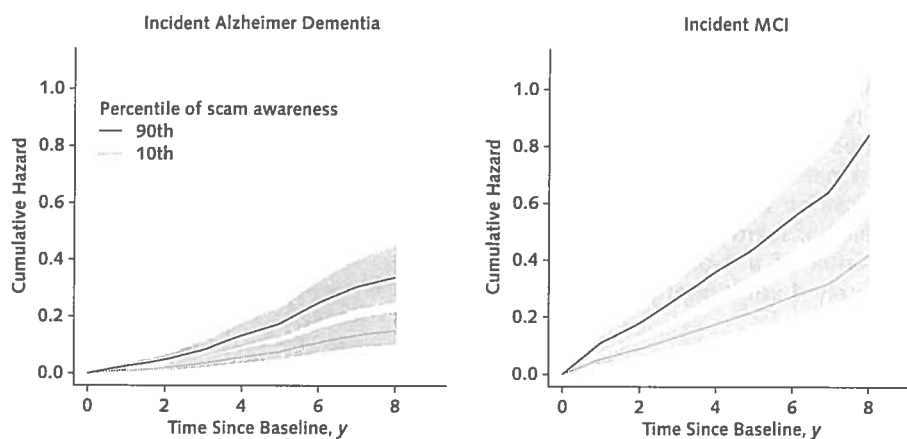 Incident Alzheimer Dementia
1.0
0.8
0.6
0.4
0.2
0.0
Cumulative Hazard
Percentile of scam awareness
90th
10th
0 2 4 6 8
Time Since Baseline, y
Incident MCI
1.0
0.8
0.6
0.4
0.2
0.0
Cumulative Hazard
0 2 4 6 8
Time Since Baseline, y